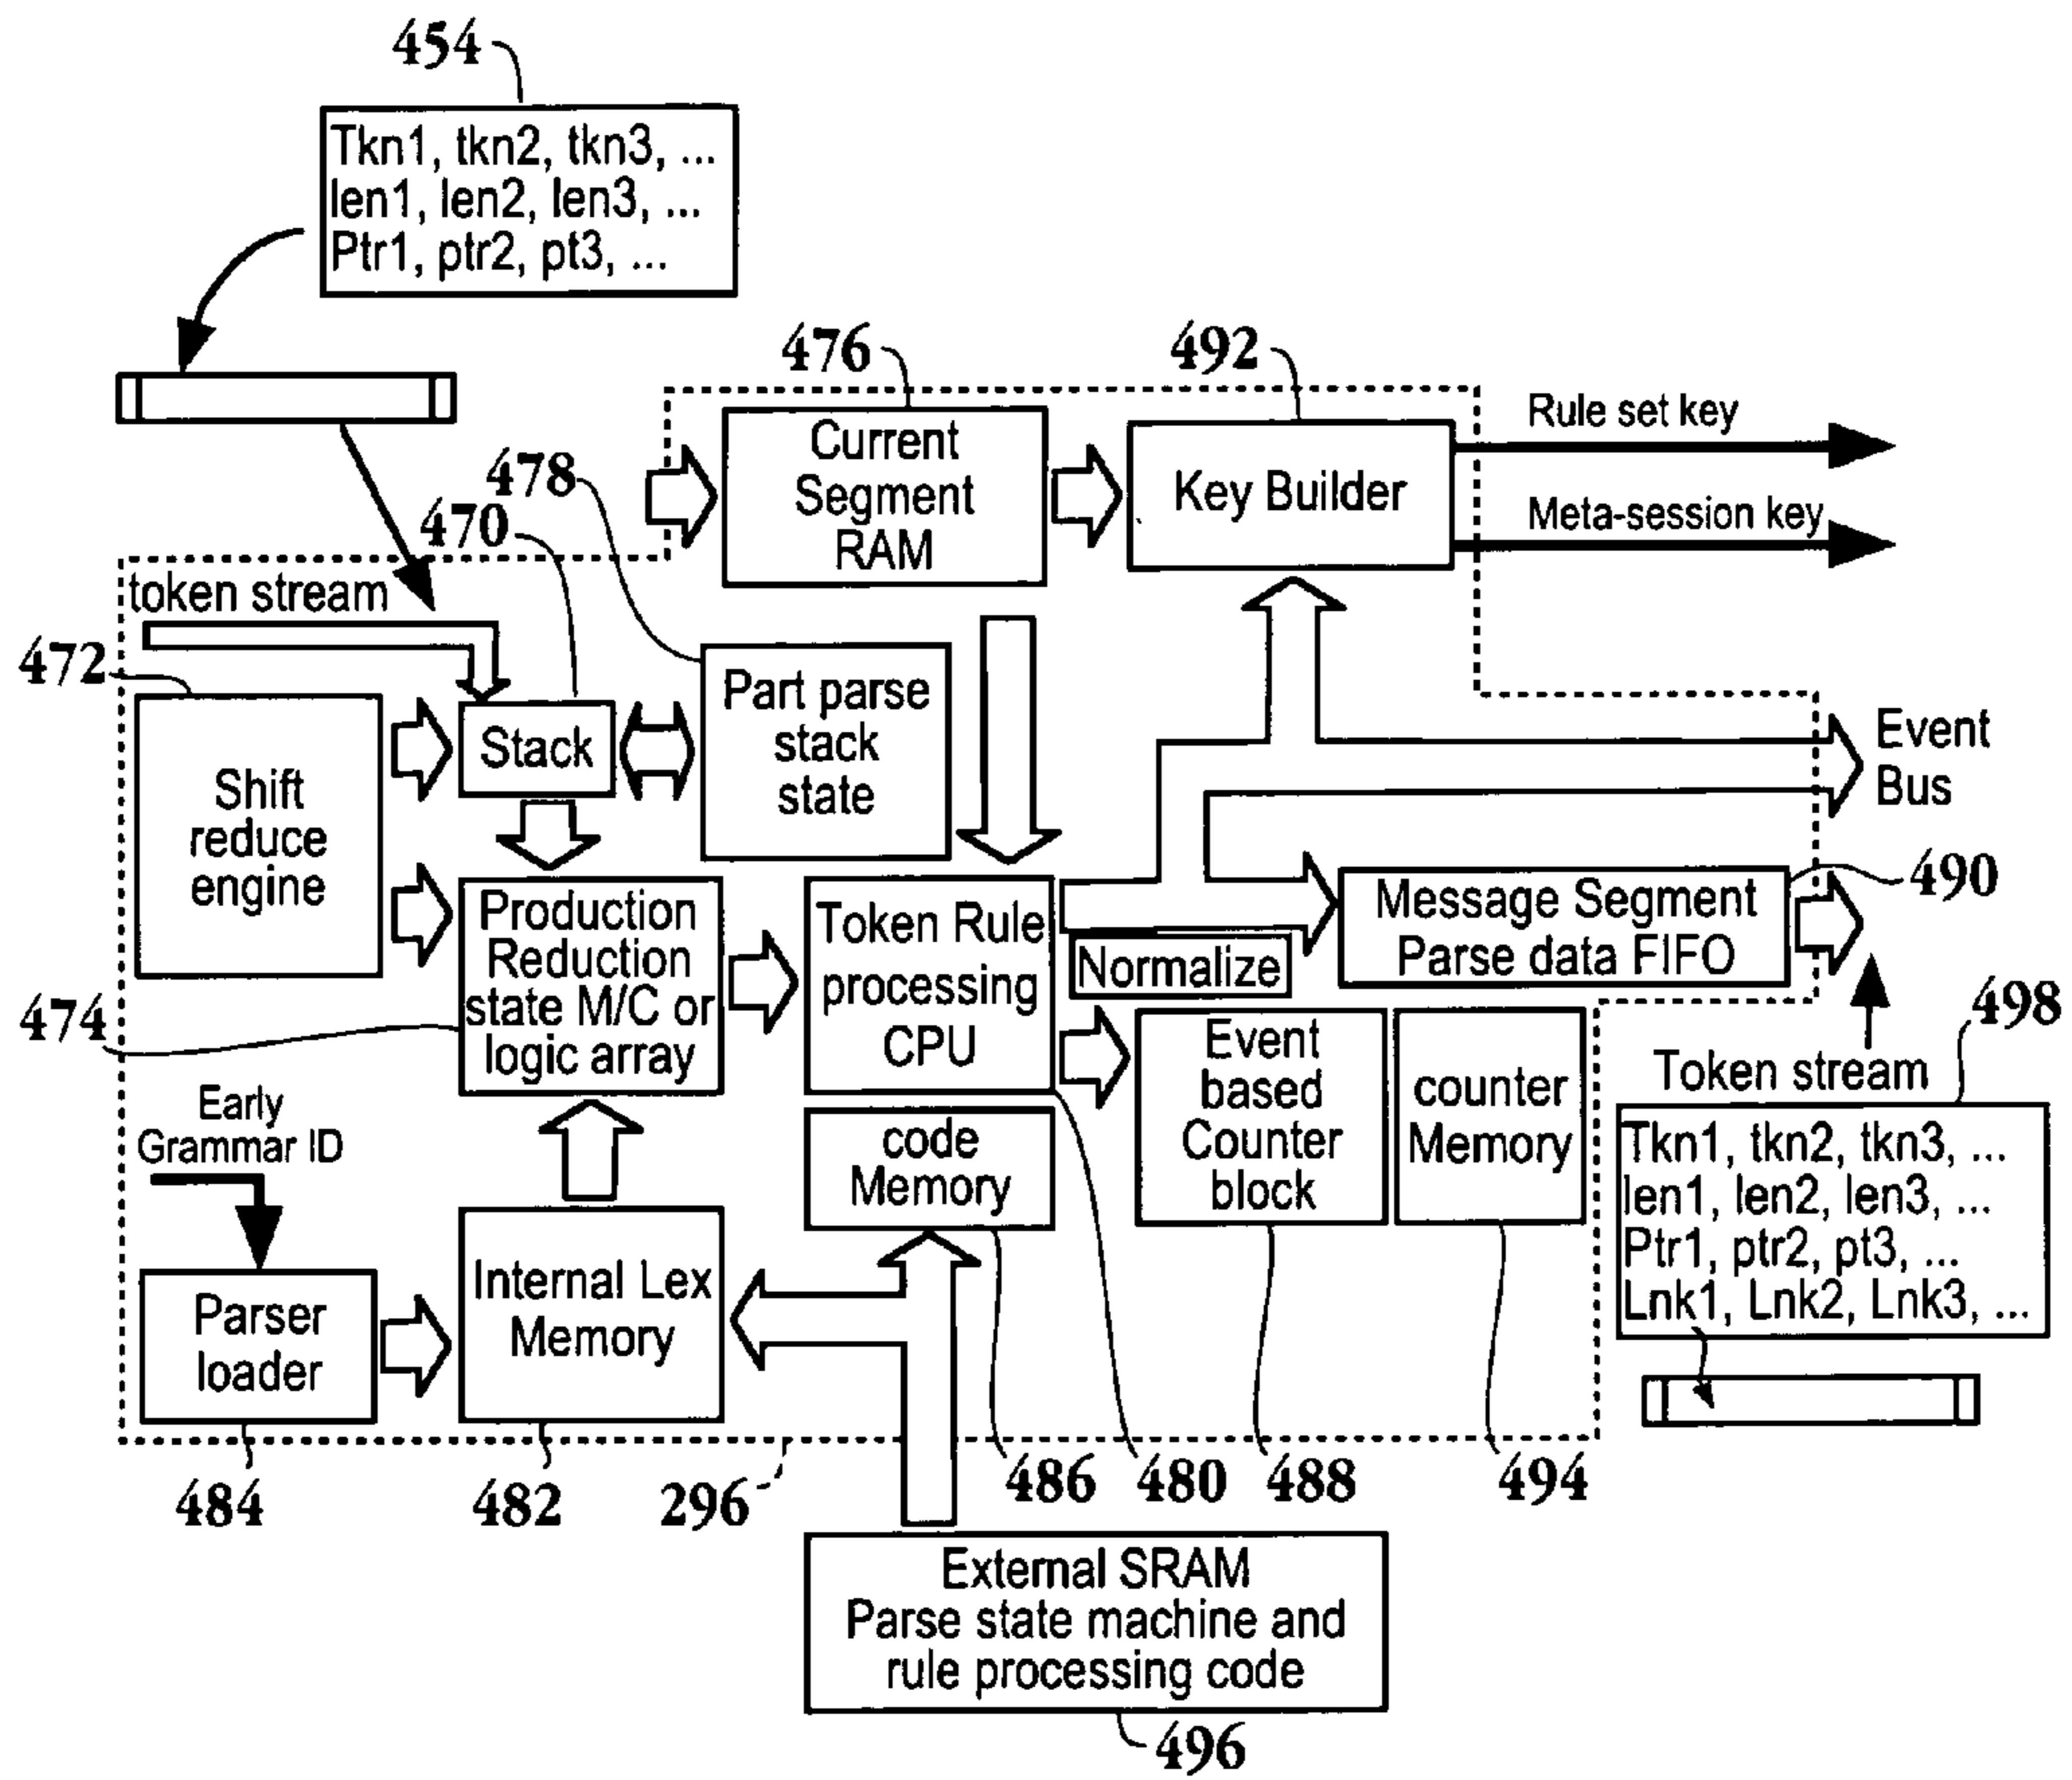 454
Tkn1, tkn2, tkn3, ...
len1, len2, len3, ...
Ptr1, ptr2, pt3, ...
476
492
Current
Segment
RAM
Key Builder
Rule set key
Meta-session key
478
470
token stream
472
Shift
reduce
engine
Stack
Part parse
stack
state
Event
Bus
490
Production
Reduction
state M/C or
logic array
474
Token Rule
processing
CPU
Normalize
Message Segment
Parse data FIFO
498
Token stream
Tkn1, tkn2, tkn3, ...
len1, len2, len3, ...
Ptr1, ptr2, pt3, ...
Lnk1, Lnk2, Lnk3, ...
Event
based
Counter
block
counter
Memory
code
Memory
Early
Grammar ID
Parser
loader
Internal Lex
Memory
484
482
296
486
480
488
494
External SRAM
Parse state machine and
rule processing code
496